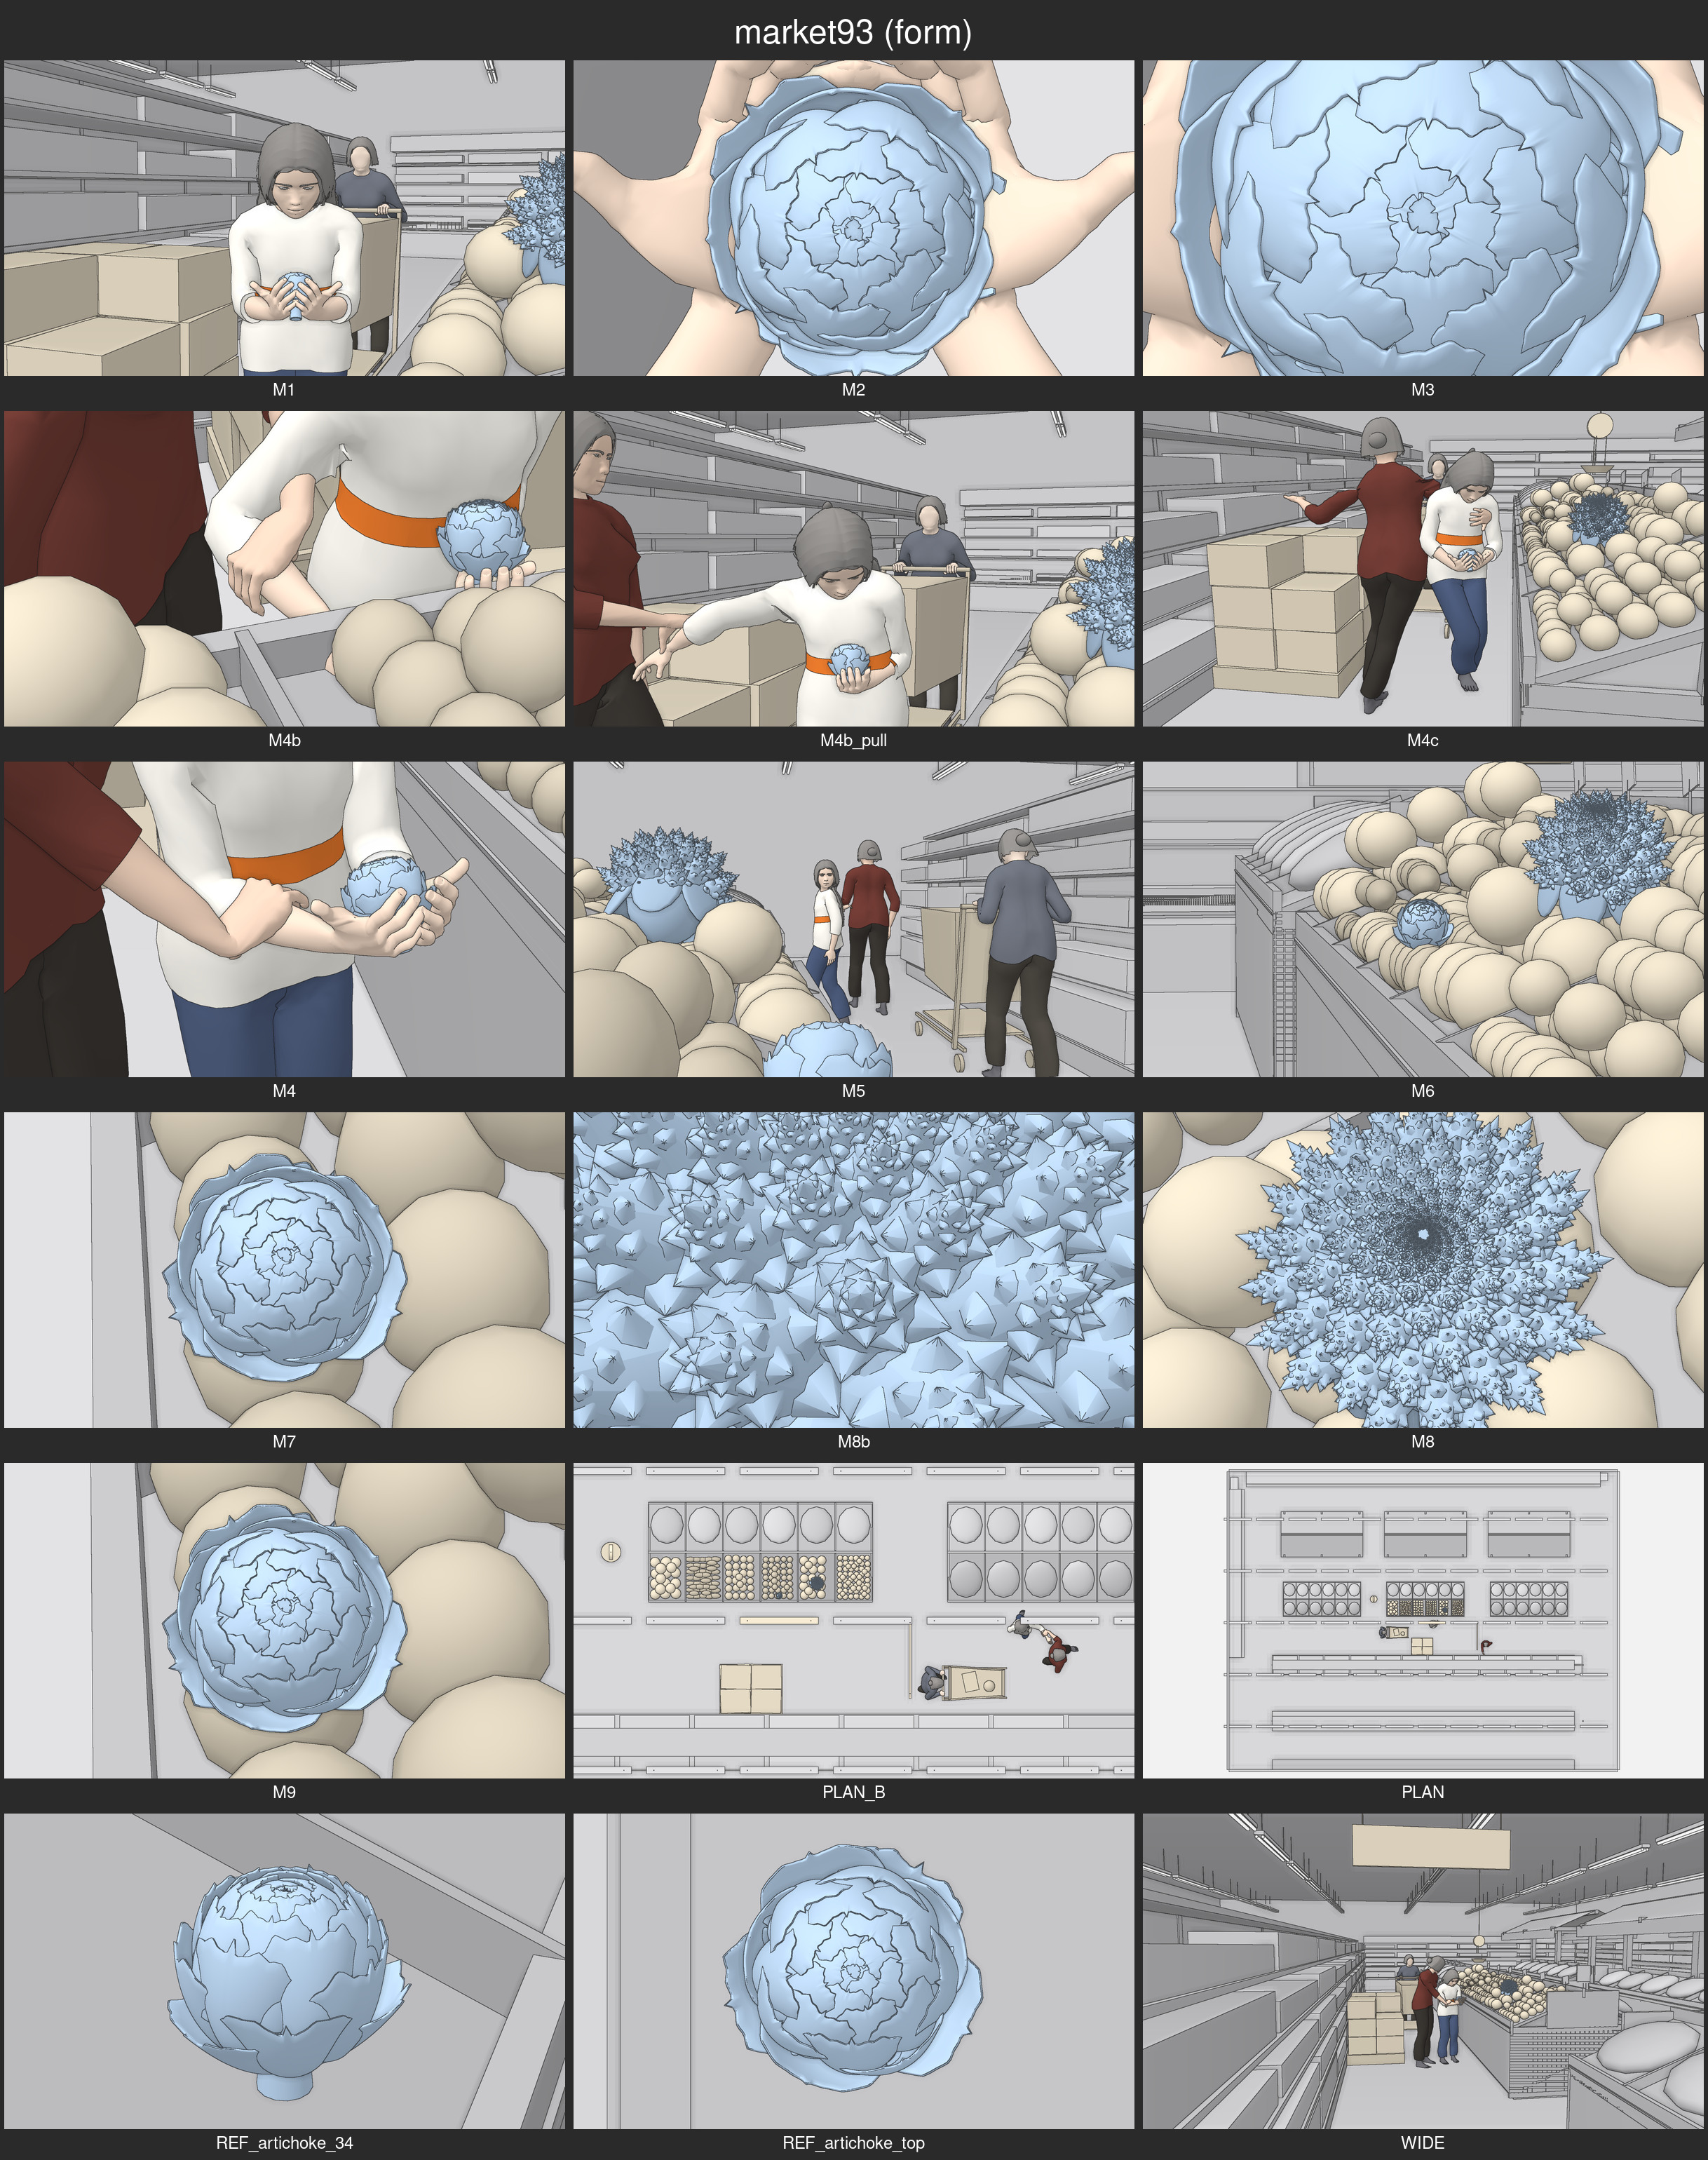 market93 (form)
M1
M2
M3
M4b
M4b_pull
M4c
M4
M5
M6
M7
M8b
M8
M9
PLAN_B
PLAN
REF_artichoke_34
REF_artichoke_top
WIDE